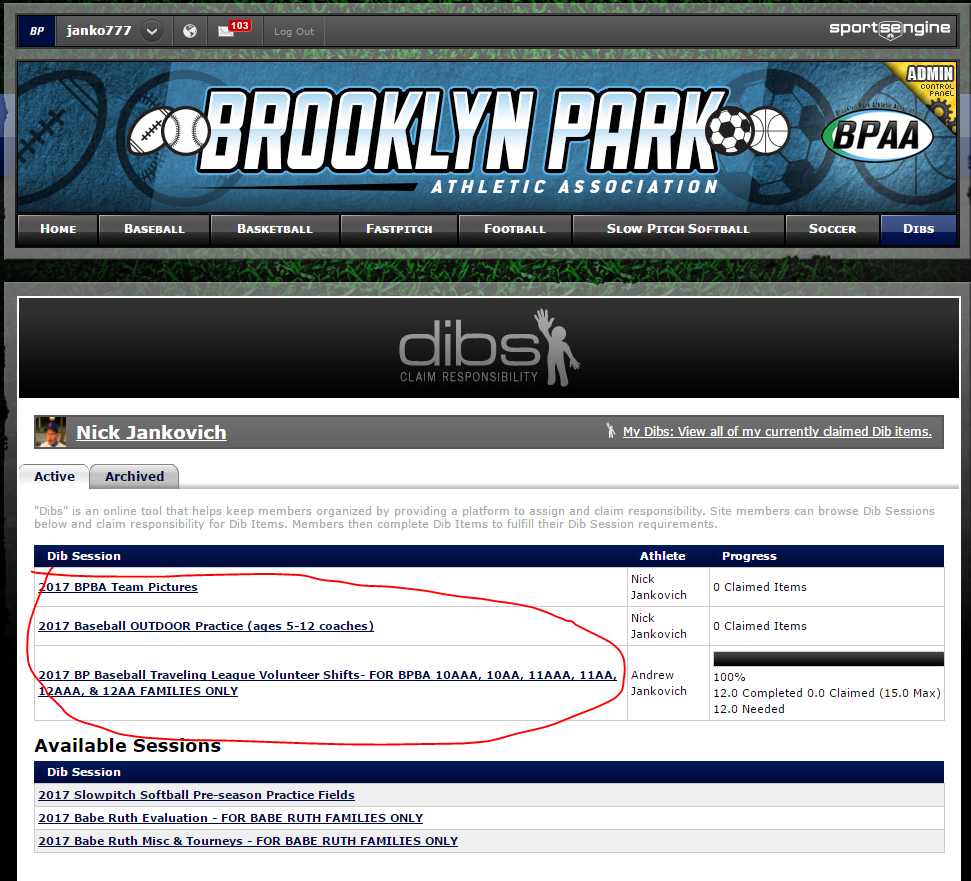 BP janko777 103 Log Out sportsengine
ADMIN
CONTROL
PANEL
BROOKLYN PARK
ATHLETIC ASSOCIATION
Brooklyn Park Athletic Association
BPAA
HOME BASEBALL BASKETBALL FASTPITCH FOOTBALL SLOW PITCH SOFTBALL SOCCER DIBS
dibs
CLAIM RESPONSIBILITY
Nick Jankovich My Dibs: View all of my currently claimed Dib items.
Active Archived
"Dibs" is an online tool that helps keep members organized by providing a platform to assign and claim responsibility. Site members can browse Dib Sessions
below and claim responsibility for Dib Items. Members then complete Dib Items to fulfill their Dib Session requirements.
Dib Session Athlete Progress
2017 BPBA Team Pictures Nick Jankovich 0 Claimed Items
2017 Baseball OUTDOOR Practice (ages 5-12 coaches) Nick Jankovich 0 Claimed Items
2017 BP Baseball Traveling League Volunteer Shifts- FOR BPBA 10AAA, 10AA, 11AAA, 11AA,
12AAA, & 12AA FAMILIES ONLY
Andrew
Jankovich
100%
12.0 Completed 0.0 Claimed (15.0 Max)
12.0 Needed
Available Sessions
Dib Session
2017 Slowpitch Softball Pre-season Practice Fields
2017 Babe Ruth Evaluation - FOR BABE RUTH FAMILIES ONLY
2017 Babe Ruth Misc & Tourneys - FOR BABE RUTH FAMILIES ONLY